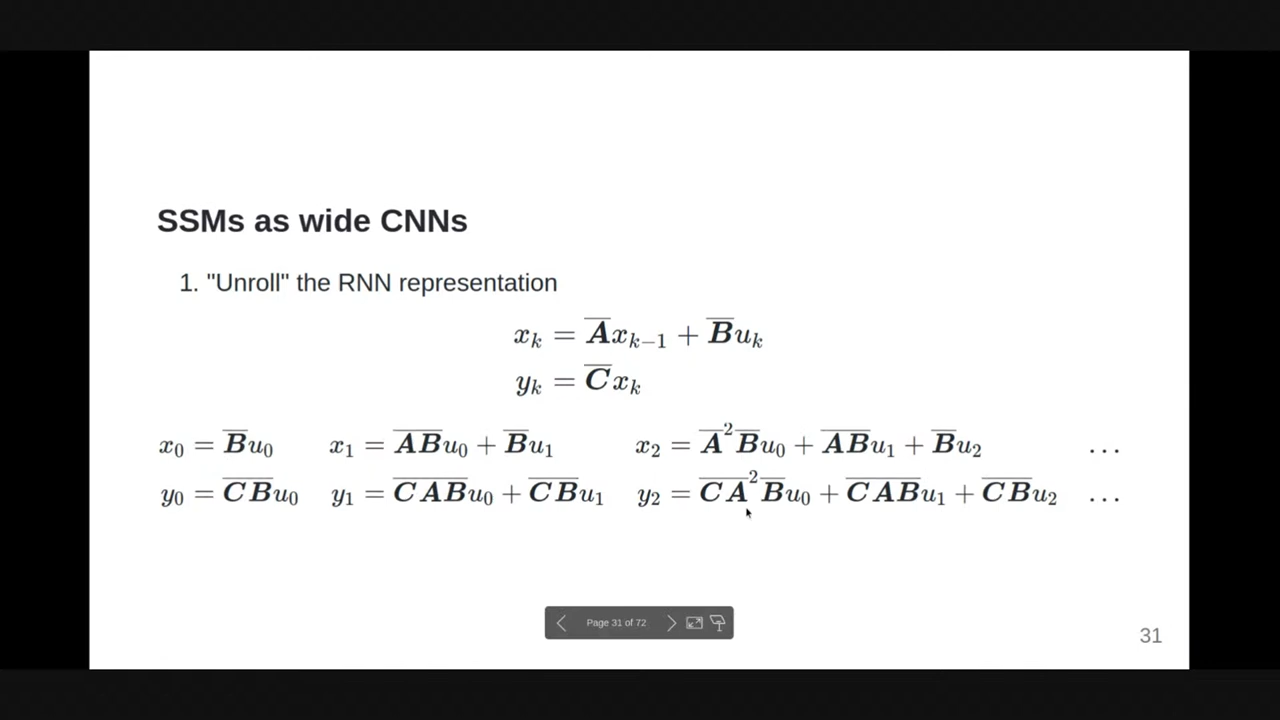 SSMs as wide CNNs
1. "Unroll" the RNN representation
x_k = \overline{A}x_{k-1} + \overline{B}u_k
y_k = \overline{C}x_k
x_0 = \overline{B}u_0 x_1 = \overline{AB}u_0 + \overline{B}u_1 x_2 = \overline{A}^2\overline{B}u_0 + \overline{AB}u_1 + \overline{B}u_2 ...
y_0 = \overline{CB}u_0 y_1 = \overline{CAB}u_0 + \overline{CB}u_1 y_2 = \overline{CA}^2\overline{B}u_0 + \overline{CAB}u_1 + \overline{CB}u_2 ...
Page 31 of 72
31